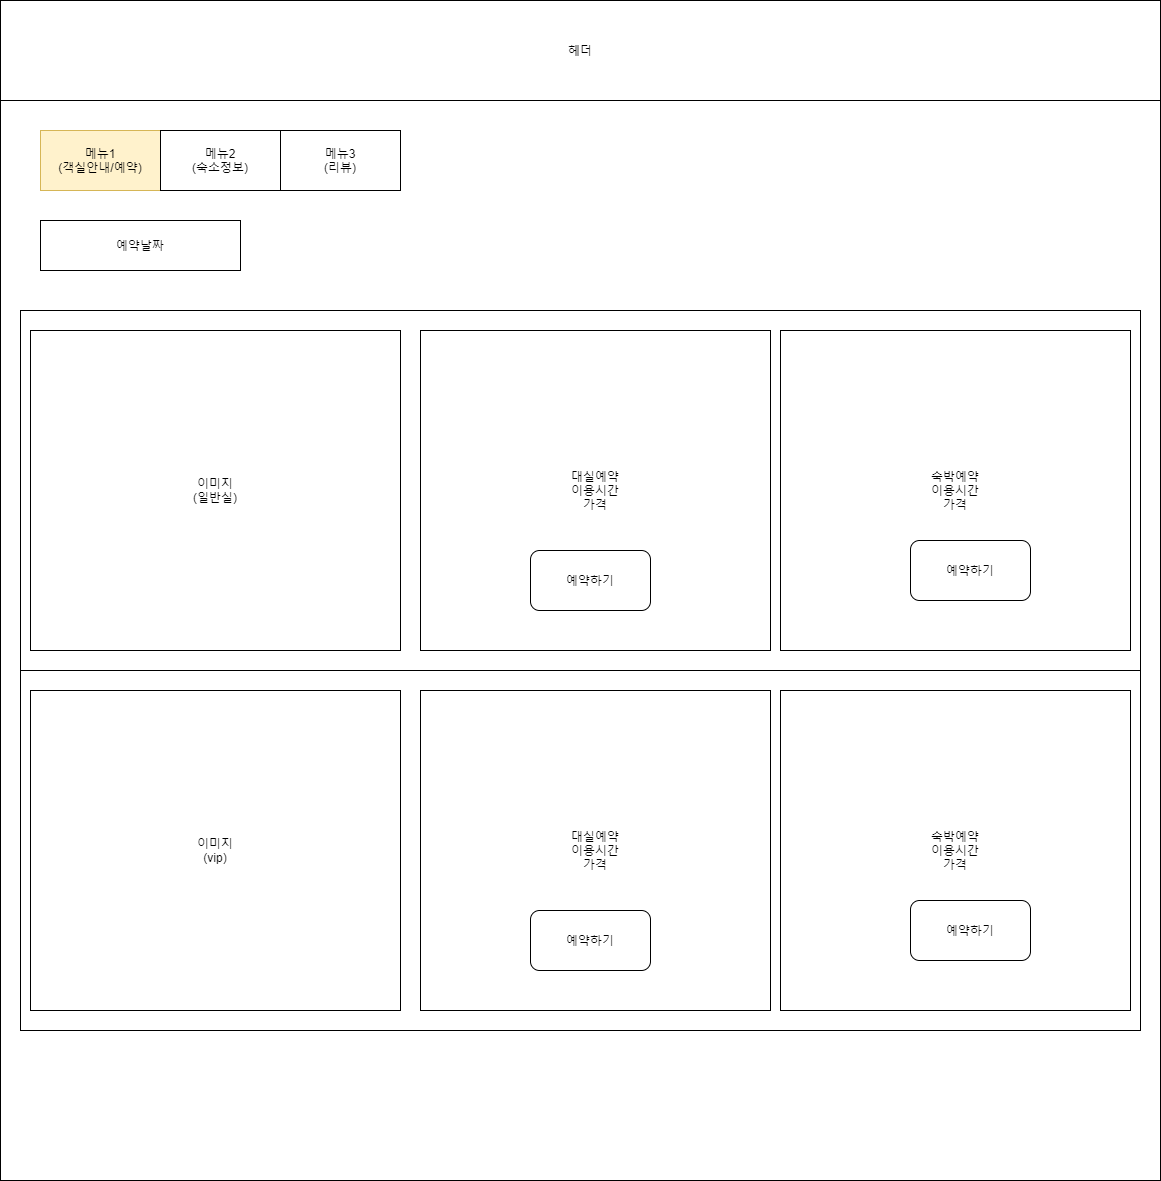 헤더
메뉴1
(객실안내/예약)
메뉴2
(숙소정보)
메뉴3
(리뷰)
예약날짜
이미지
(일반실)
대실예약
이용시간
가격
예약하기
숙박예약
이용시간
가격
예약하기
이미지
(vip)
대실예약
이용시간
가격
예약하기
숙박예약
이용시간
가격
예약하기